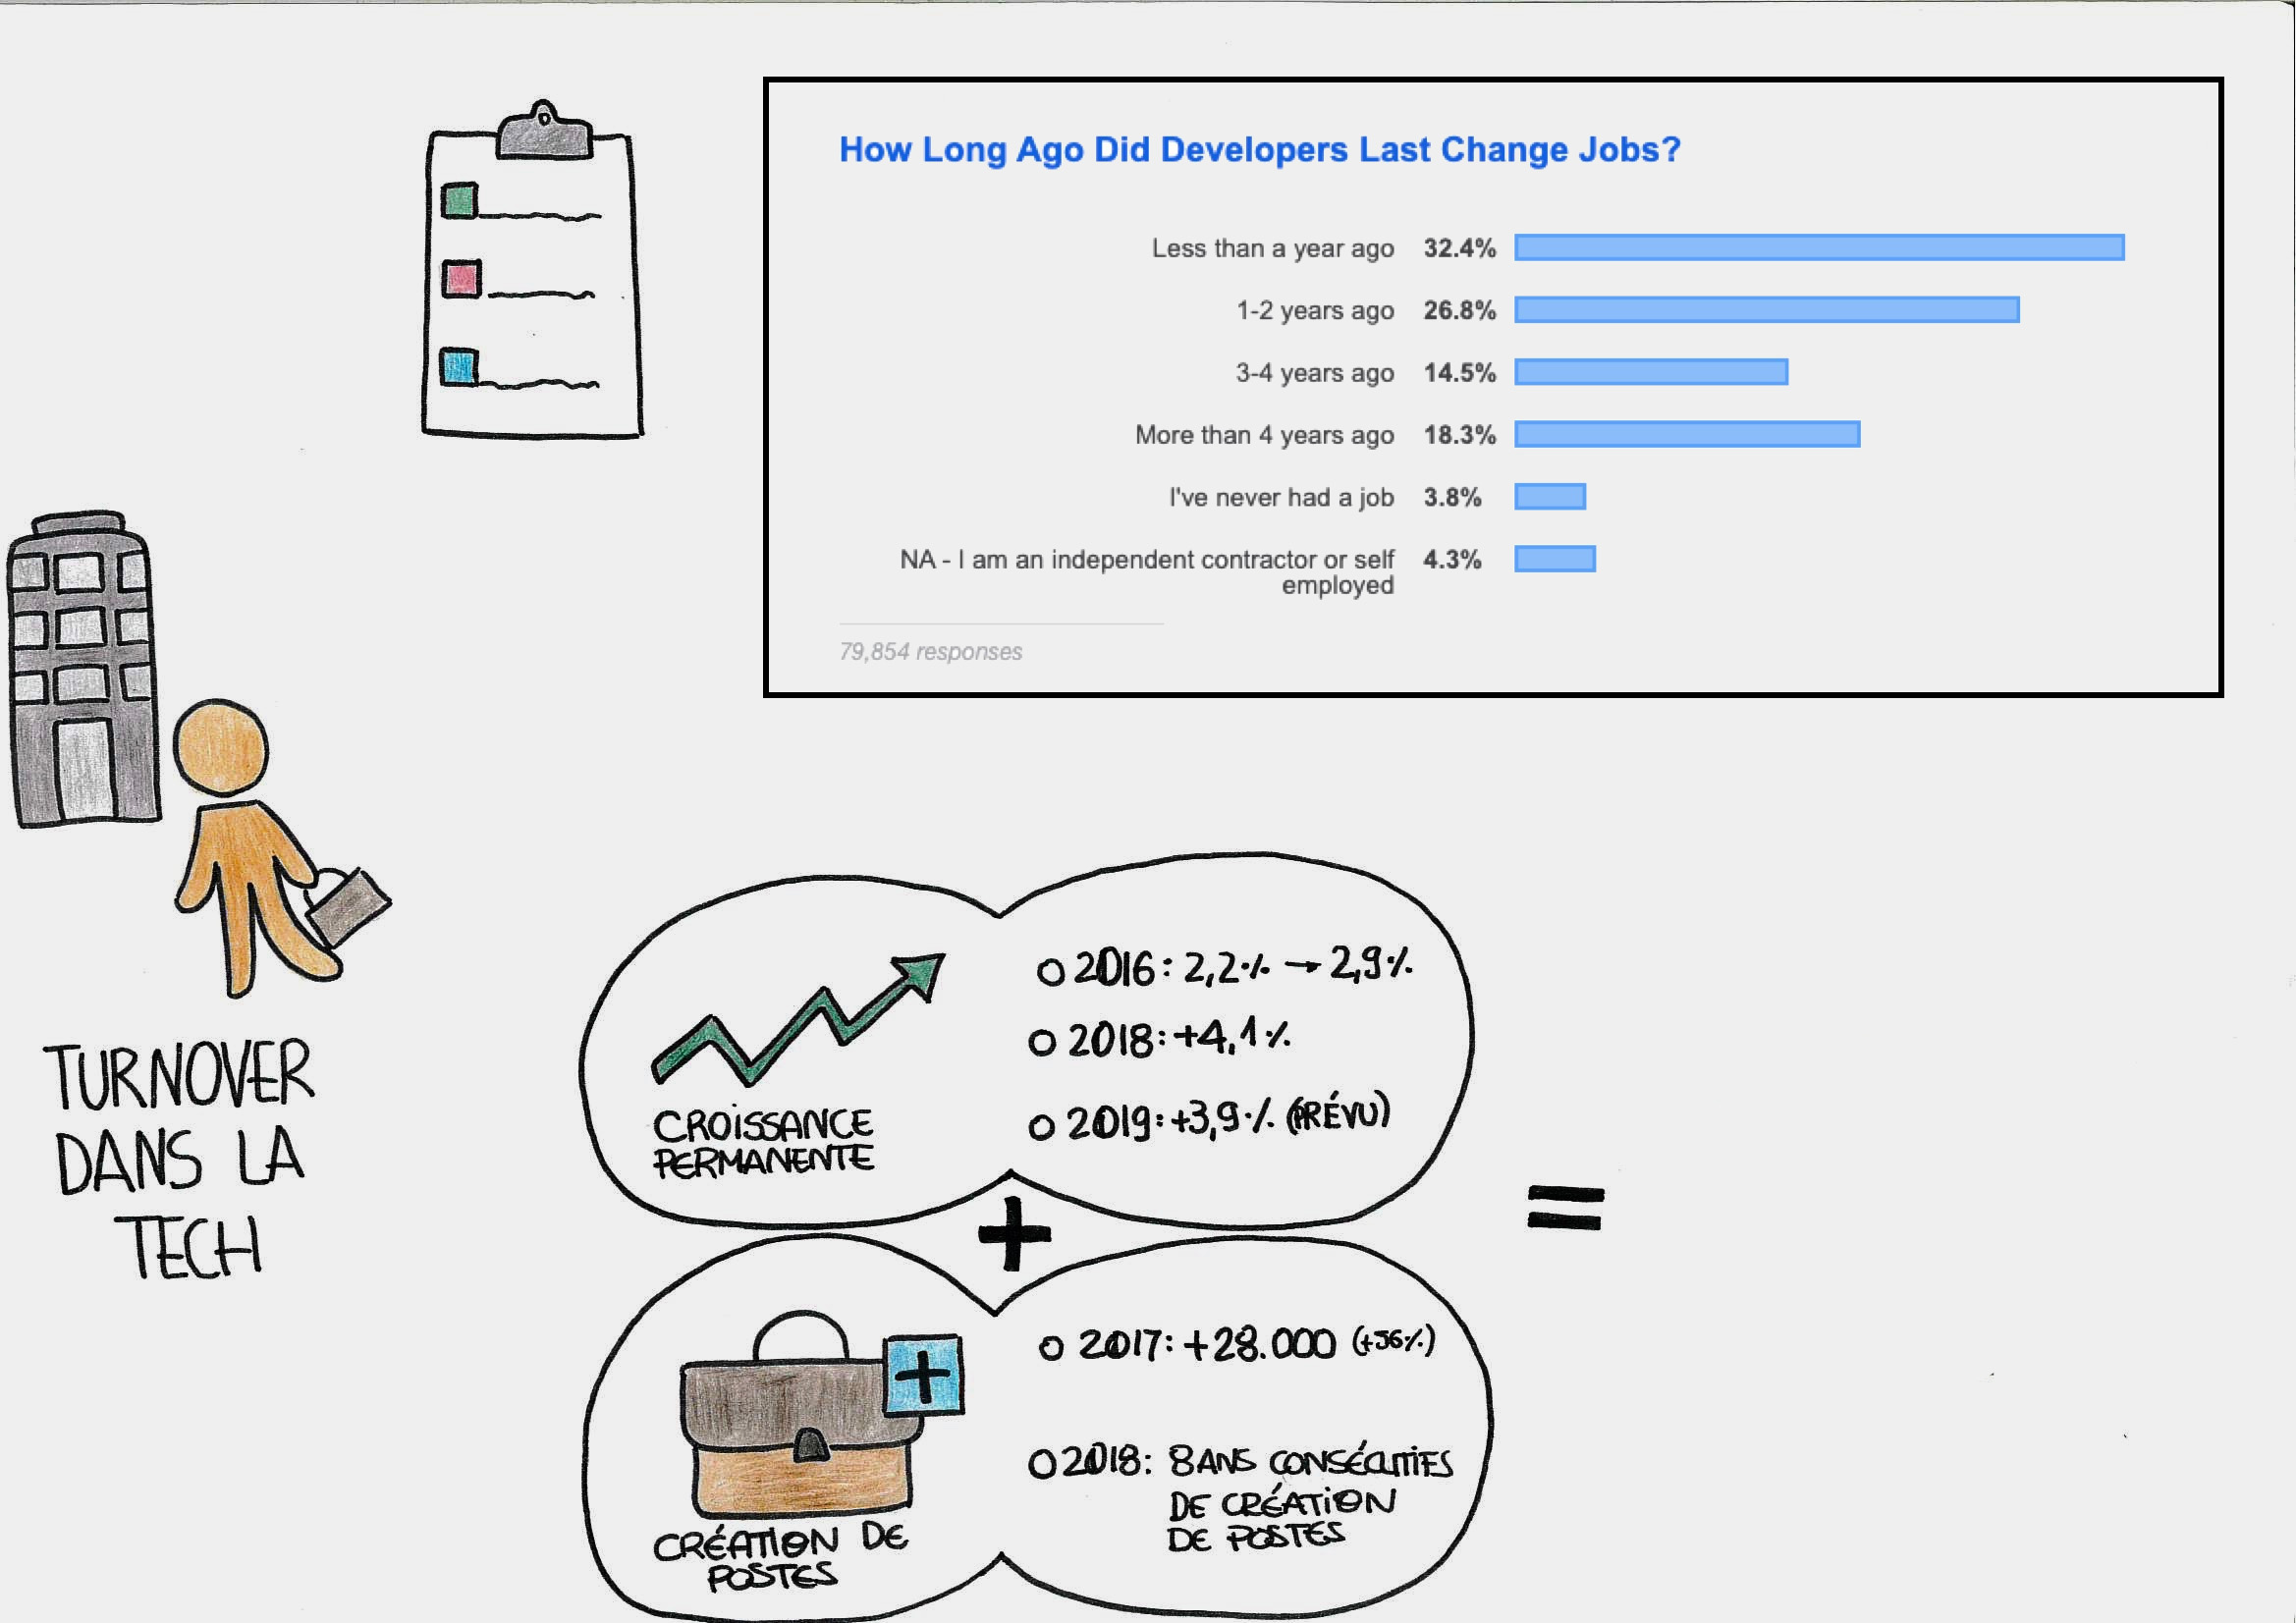 How Long Ago Did Developers Last Change Jobs?
Less than a year ago 32.4%
1-2 years ago 26.8%
3-4 years ago 14.5%
More than 4 years ago 18.3%
I've never had a job 3.8%
NA - I am an independent contractor or self 4.3%
employed
79,854 responses
TURNOVER
DANS LA
TECH
CROISSANCE
PERMANENTE
2016: 2,2% → 2,9%
2018: +4,1%
2019: +3,9% (PRÉVU)
+
=
CRÉATION DE
POSTES
+
2017: +28.000
2018: 8 ANS CONSÉCUTIFS
DE CRÉATION
DE POSTES